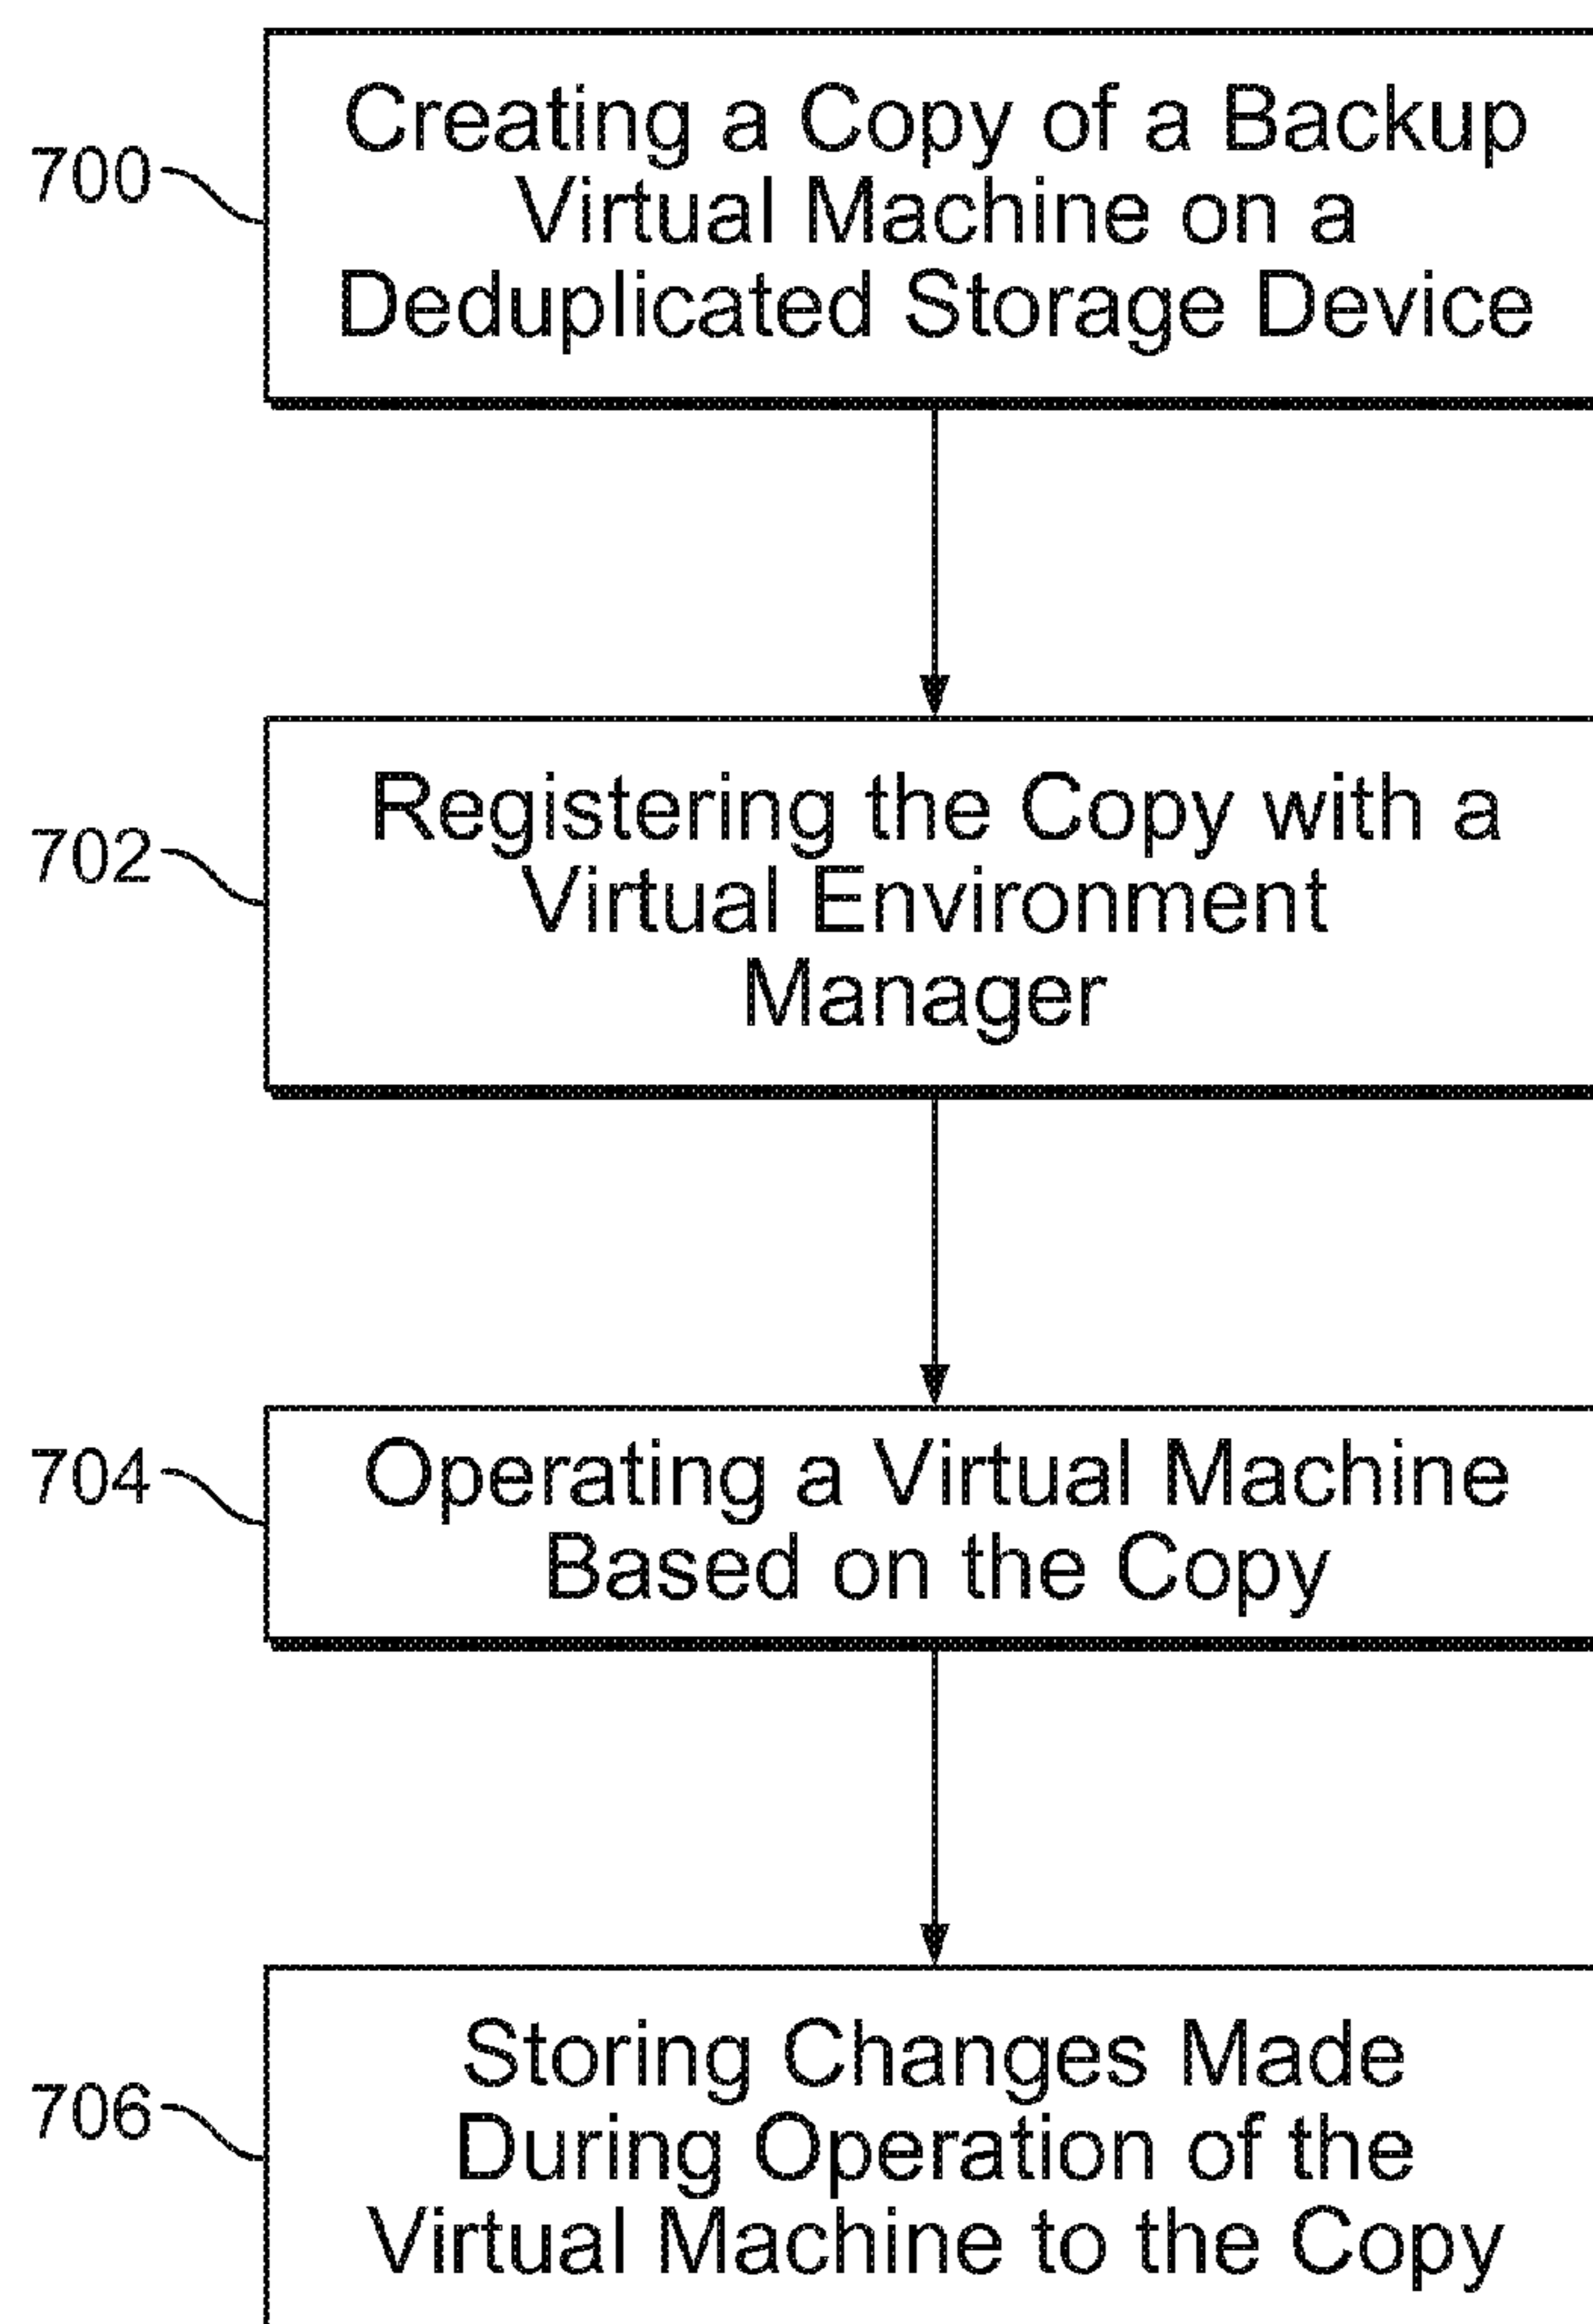 700
Creating a Copy of a Backup
Virtual Machine on a
Deduplicated Storage Device
702
Registering the Copy with a
Virtual Environment
Manager
704
Operating a Virtual Machine
Based on the Copy
706
Storing Changes Made
During Operation of the
Virtual Machine to the Copy